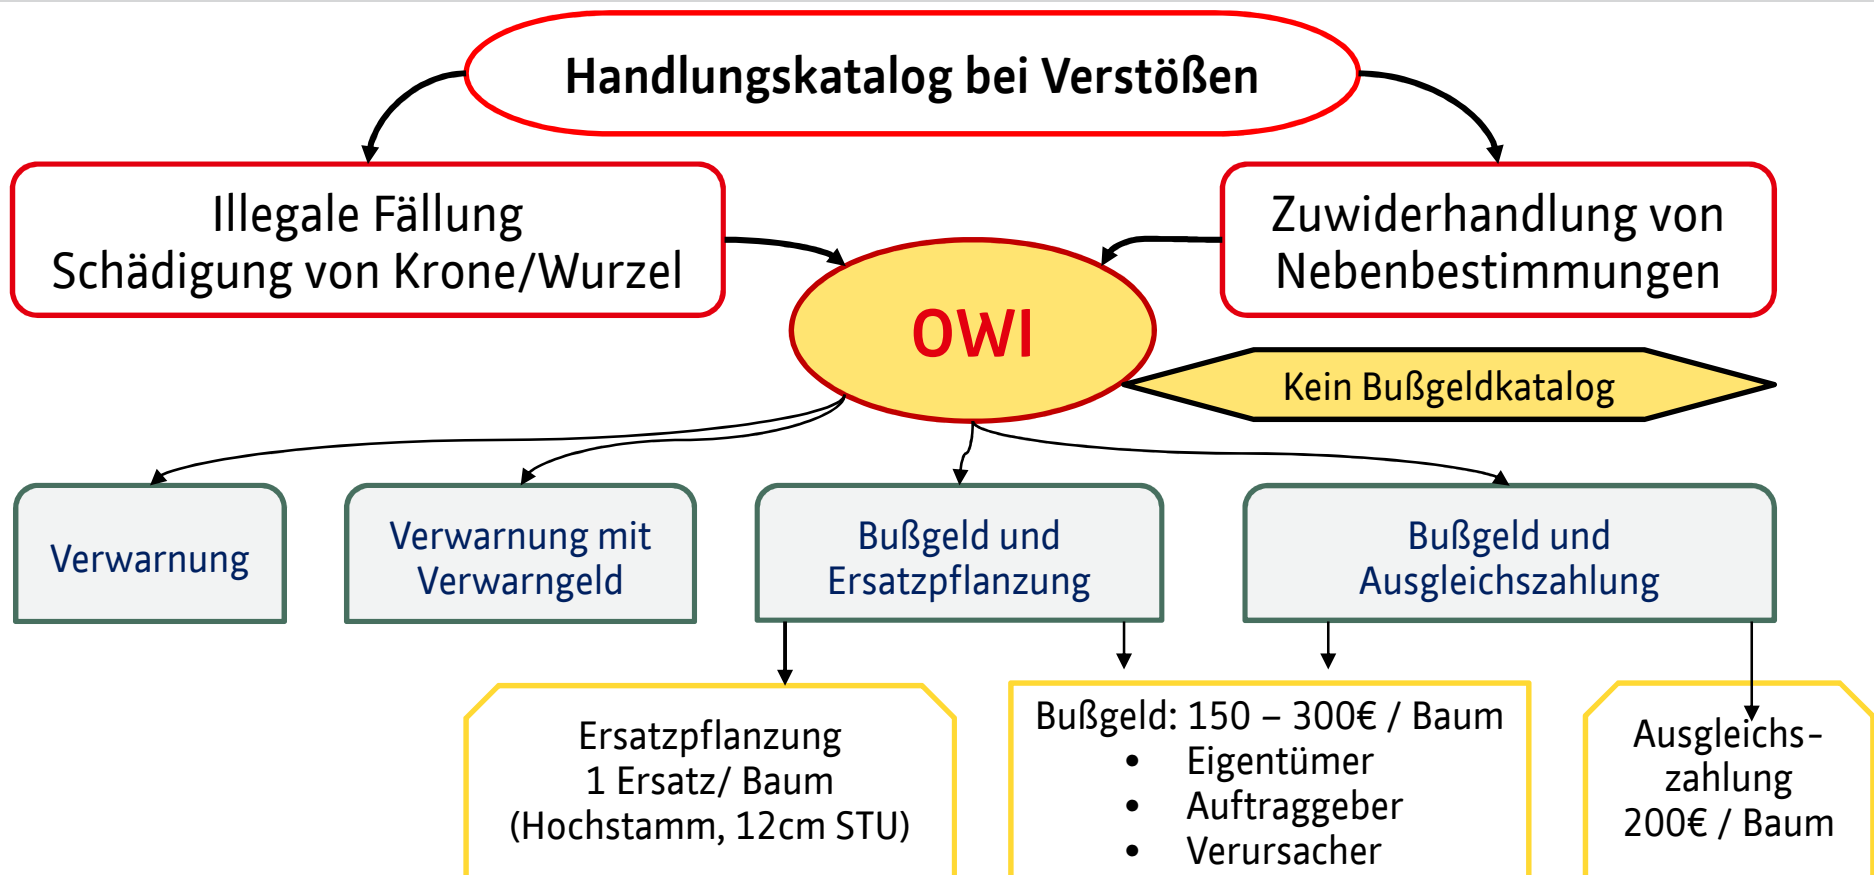 Handlungskatalog bei Verstößen
Illegale Fällung
Schädigung von Krone/Wurzel
Zuwiderhandlung von
Nebenbestimmungen
OWI
Kein Bußgeldkatalog
Verwarnung
Verwarnung mit
Verwarngeld
Bußgeld und
Ersatzpflanzung
Bußgeld und
Ausgleichszahlung
Ersatzpflanzung
1 Ersatz/ Baum
(Hochstamm, 12cm STU)
Bußgeld: 150 – 300€ / Baum
• Eigentümer
• Auftraggeber
• Verursacher
Ausgleichs-
zahlung
200€ / Baum